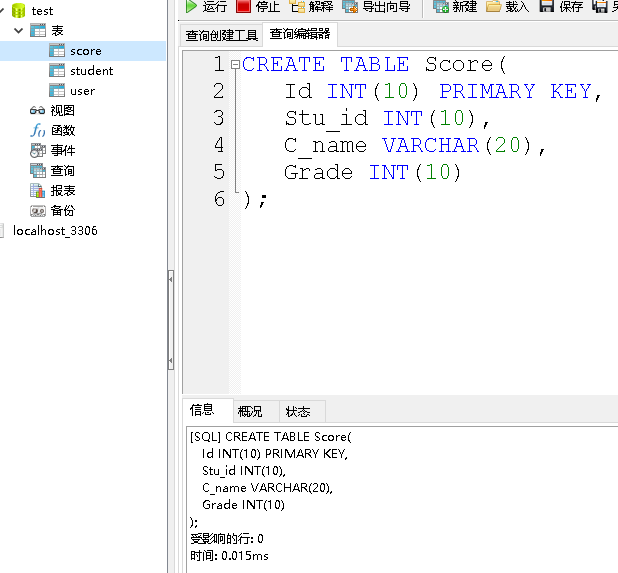 test
表
score
student
user
视图
函数
事件
查询
报表
备份
localhost_3306
运行 停止 解释 导出向导 新建 载入 保存
查询创建工具 查询编辑器
1 CREATE TABLE Score(
2 Id INT(10) PRIMARY KEY,
3 Stu_id INT(10),
4 C_name VARCHAR(20),
5 Grade INT(10)
6 );
信息 概况 状态
[SQL] CREATE TABLE Score(
Id INT(10) PRIMARY KEY,
Stu_id INT(10),
C_name VARCHAR(20),
Grade INT(10)
);
受影响的行: 0
时间: 0.015ms